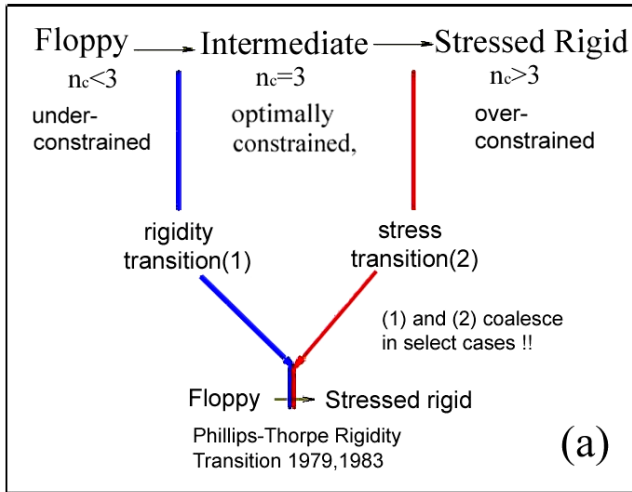 Floppy Intermediate Stressed Rigid
nc<3 nc=3 nc>3
under-
constrained
optimally
constrained,
over-
constrained
rigidity
transition(1)
stress
transition(2)
(1) and (2) coalesce
in select cases !!
Floppy Stressed rigid
Phillips-Thorpe Rigidity
Transition 1979,1983
(a)